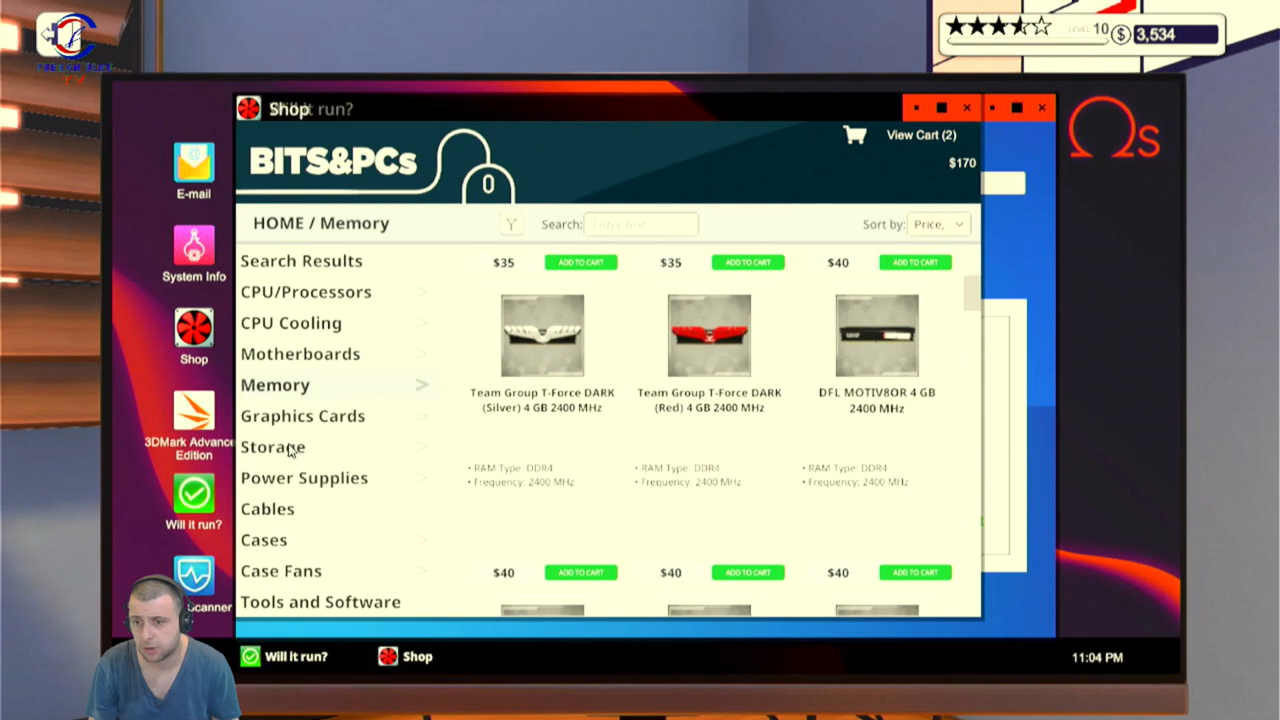 LEVEL 10 $ 3,534
Shop
Will it run?
BITS&PCs
View Cart (2)
$170
HOME / Memory
Search:
Sort by: Price,
E-mail
System Info
Shop
3DMark Advance
Edition
Will it run?
Scanner
Search Results
CPU/Processors
CPU Cooling
Motherboards
Memory
Graphics Cards
Storage
Power Supplies
Cables
Cases
Case Fans
Tools and Software
$35 ADD TO CART $35 ADD TO CART $40 ADD TO CART
Team Group T-Force DARK
(Silver) 4 GB 2400 MHz
• RAM Type: DDR4
• Frequency: 2400 MHz
$40 ADD TO CART
Team Group T-Force DARK
(Red) 4 GB 2400 MHz
• RAM Type: DDR4
• Frequency: 2400 MHz
$40 ADD TO CART
DFL MOTIV8OR 4 GB
2400 MHz
• RAM Type: DDR4
• Frequency: 2400 MHz
$40 ADD TO CART
Ωs
Will it run?
Shop
11:04 PM